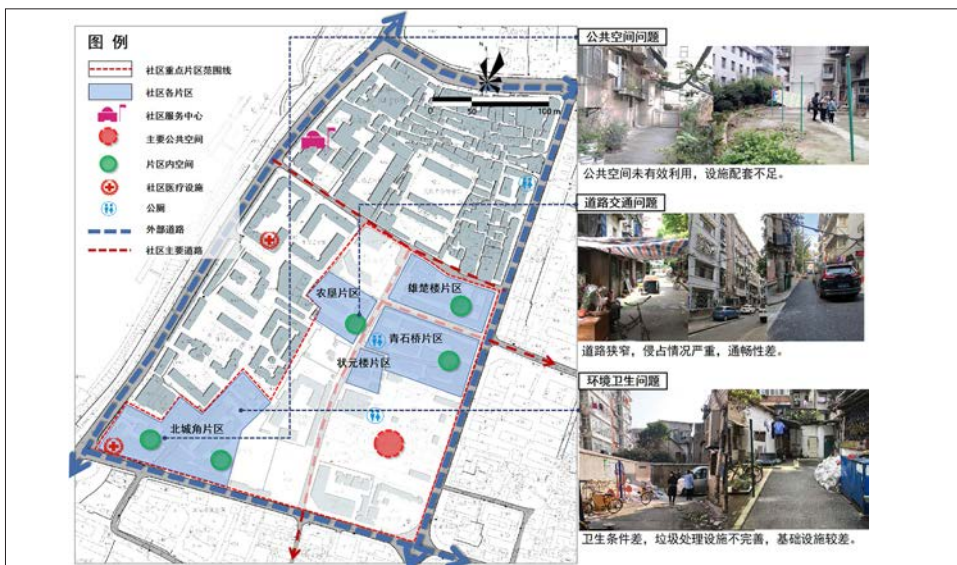 图 例
社区重点片区范围线
社区各片区
社区服务中心
主要公共空间
片区内空间
社区医疗设施
公厕
外部道路
社区主要道路
0 50 100 m
农垦片区
雄楚楼片区
青石桥片区
状元楼片区
北城角片区
公共空间问题
公共空间未有效利用，设施配套不足。
道路交通问题
道路狭窄，侵占情况严重，通畅性差。
环境卫生问题
卫生条件差，垃圾处理设施不完善，基础设施较差。